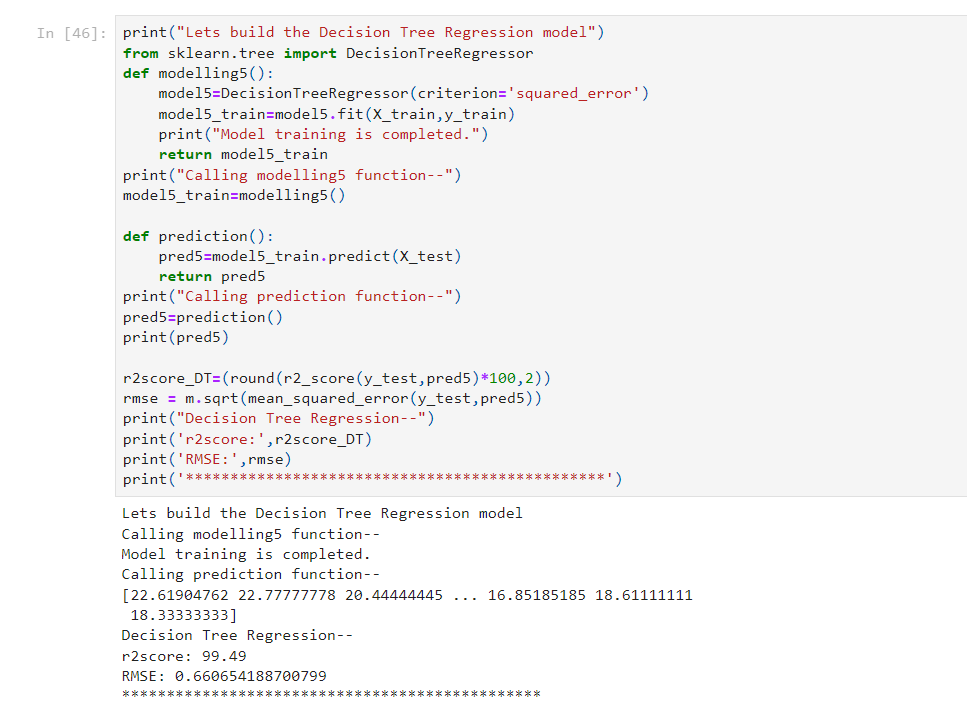 In [46]:
print("Lets build the Decision Tree Regression model")
from sklearn.tree import DecisionTreeRegressor
def modelling5():
    model5=DecisionTreeRegressor(criterion='squared_error')
    model5_train=model5.fit(X_train,y_train)
    print("Model training is completed.")
    return model5_train
print("Calling modelling5 function--")
model5_train=modelling5()

def prediction():
    pred5=model5_train.predict(X_test)
    return pred5
print("Calling prediction function--")
pred5=prediction()
print(pred5)

r2score_DT=(round(r2_score(y_test,pred5)*100,2))
rmse = m.sqrt(mean_squared_error(y_test,pred5))
print("Decision Tree Regression--")
print('r2score:',r2score_DT)
print('RMSE:',rmse)
print('***********************************************')
Lets build the Decision Tree Regression model
Calling modelling5 function--
Model training is completed.
Calling prediction function--
[22.61904762 22.77777778 20.44444445 ... 16.85185185 18.61111111
 18.33333333]
Decision Tree Regression--
r2score: 99.49
RMSE: 0.660654188700799
***********************************************